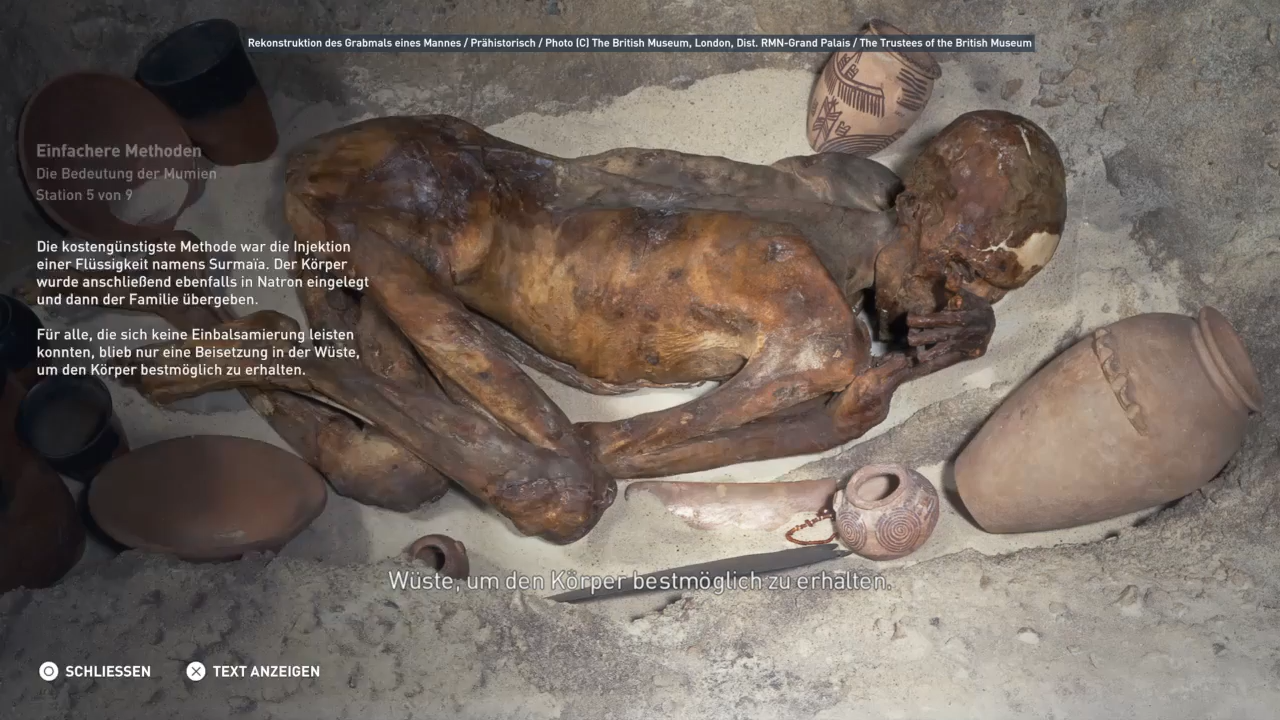 Rekonstruktion des Grabmals eines Mannes / Prähistorisch / Photo (C) The British Museum, London, Dist. RMN-Grand Palais / The Trustees of the British Museum
Einfachere Methoden
Die Bedeutung der Mumien
Station 5 von 9
Die kostengünstigste Methode war die Injektion
einer Flüssigkeit namens Surmaïa. Der Körper
wurde anschließend ebenfalls in Natron eingelegt
und dann der Familie übergeben.
Für alle, die sich keine Einbalsamierung leisten
konnten, blieb nur eine Beisetzung in der Wüste,
um den Körper bestmöglich zu erhalten.
Wüste, um den Körper bestmöglich zu erhalten.
SCHLIESSEN
TEXT ANZEIGEN